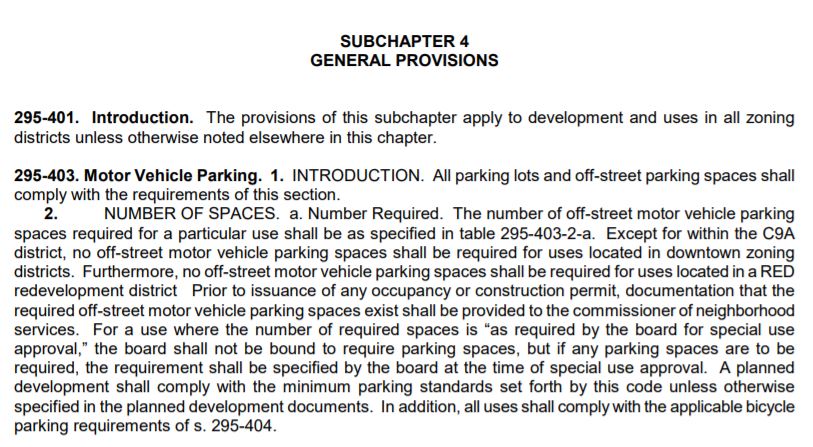 SUBCHAPTER 4
GENERAL PROVISIONS
295-401. Introduction. The provisions of this subchapter apply to development and uses in all zoning
districts unless otherwise noted elsewhere in this chapter.
295-403. Motor Vehicle Parking. 1. INTRODUCTION. All parking lots and off-street parking spaces shall
comply with the requirements of this section.
2. NUMBER OF SPACES. a. Number Required. The number of off-street motor vehicle parking
spaces required for a particular use shall be as specified in table 295-403-2-a. Except for within the C9A
district, no off-street motor vehicle parking spaces shall be required for uses located in downtown zoning
districts. Furthermore, no off-street motor vehicle parking spaces shall be required for uses located in a RED
redevelopment district Prior to issuance of any occupancy or construction permit, documentation that the
required off-street motor vehicle parking spaces exist shall be provided to the commissioner of neighborhood
services. For a use where the number of required spaces is “as required by the board for special use
approval,” the board shall not be bound to require parking spaces, but if any parking spaces are to be
required, the requirement shall be specified by the board at the time of special use approval. A planned
development shall comply with the minimum parking standards set forth by this code unless otherwise
specified in the planned development documents. In addition, all uses shall comply with the applicable bicycle
parking requirements of s. 295-404.